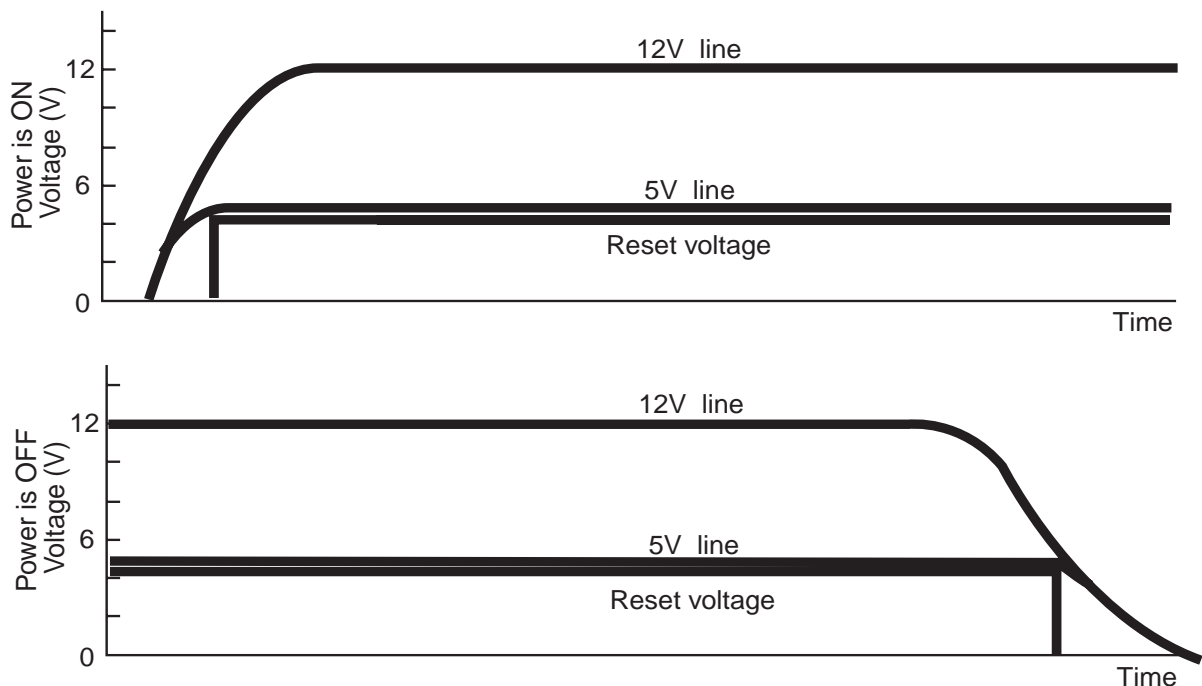 Power is ON
Voltage (V)
12
6
0
12V line
5V line
Reset voltage
Time
Power is OFF
Voltage (V)
12
6
0
12V line
5V line
Reset voltage
Time